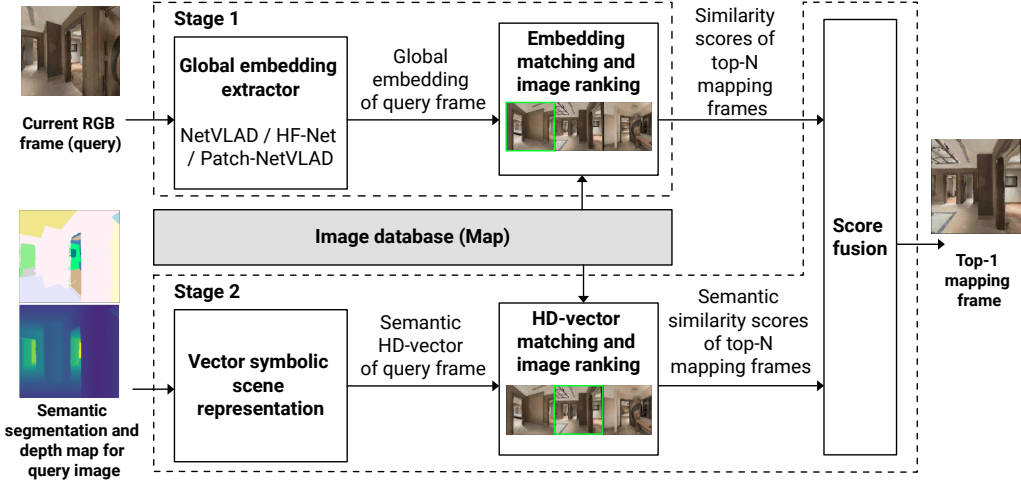 Stage 1
Global embedding
extractor
NetVLAD / HF-Net
/ Patch-NetVLAD
Global
embedding
of query frame
Embedding
matching and
image ranking
Similarity
scores of
top-N
mapping
frames
Current RGB
frame (query)
Image database (Map)
Score
fusion
Top-1
mapping
frame
Stage 2
Vector symbolic
scene
representation
Semantic
HD-vector
of query frame
HD-vector
matching and
image ranking
Semantic
similarity scores
of top-N
mapping frames
Semantic
segmentation and
depth map for
query image